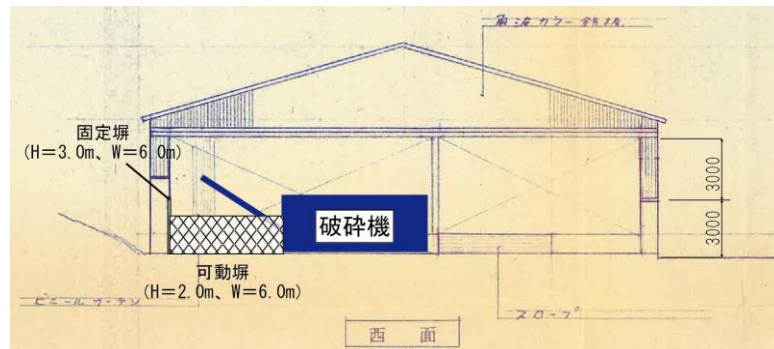 角波カラー鉄板
固定塀
(H=3.0m、W=6.0m)
3000
破砕機
3000
可動塀
(H=2.0m、W=6.0m)
ビニールカーテン
スロープ
西面